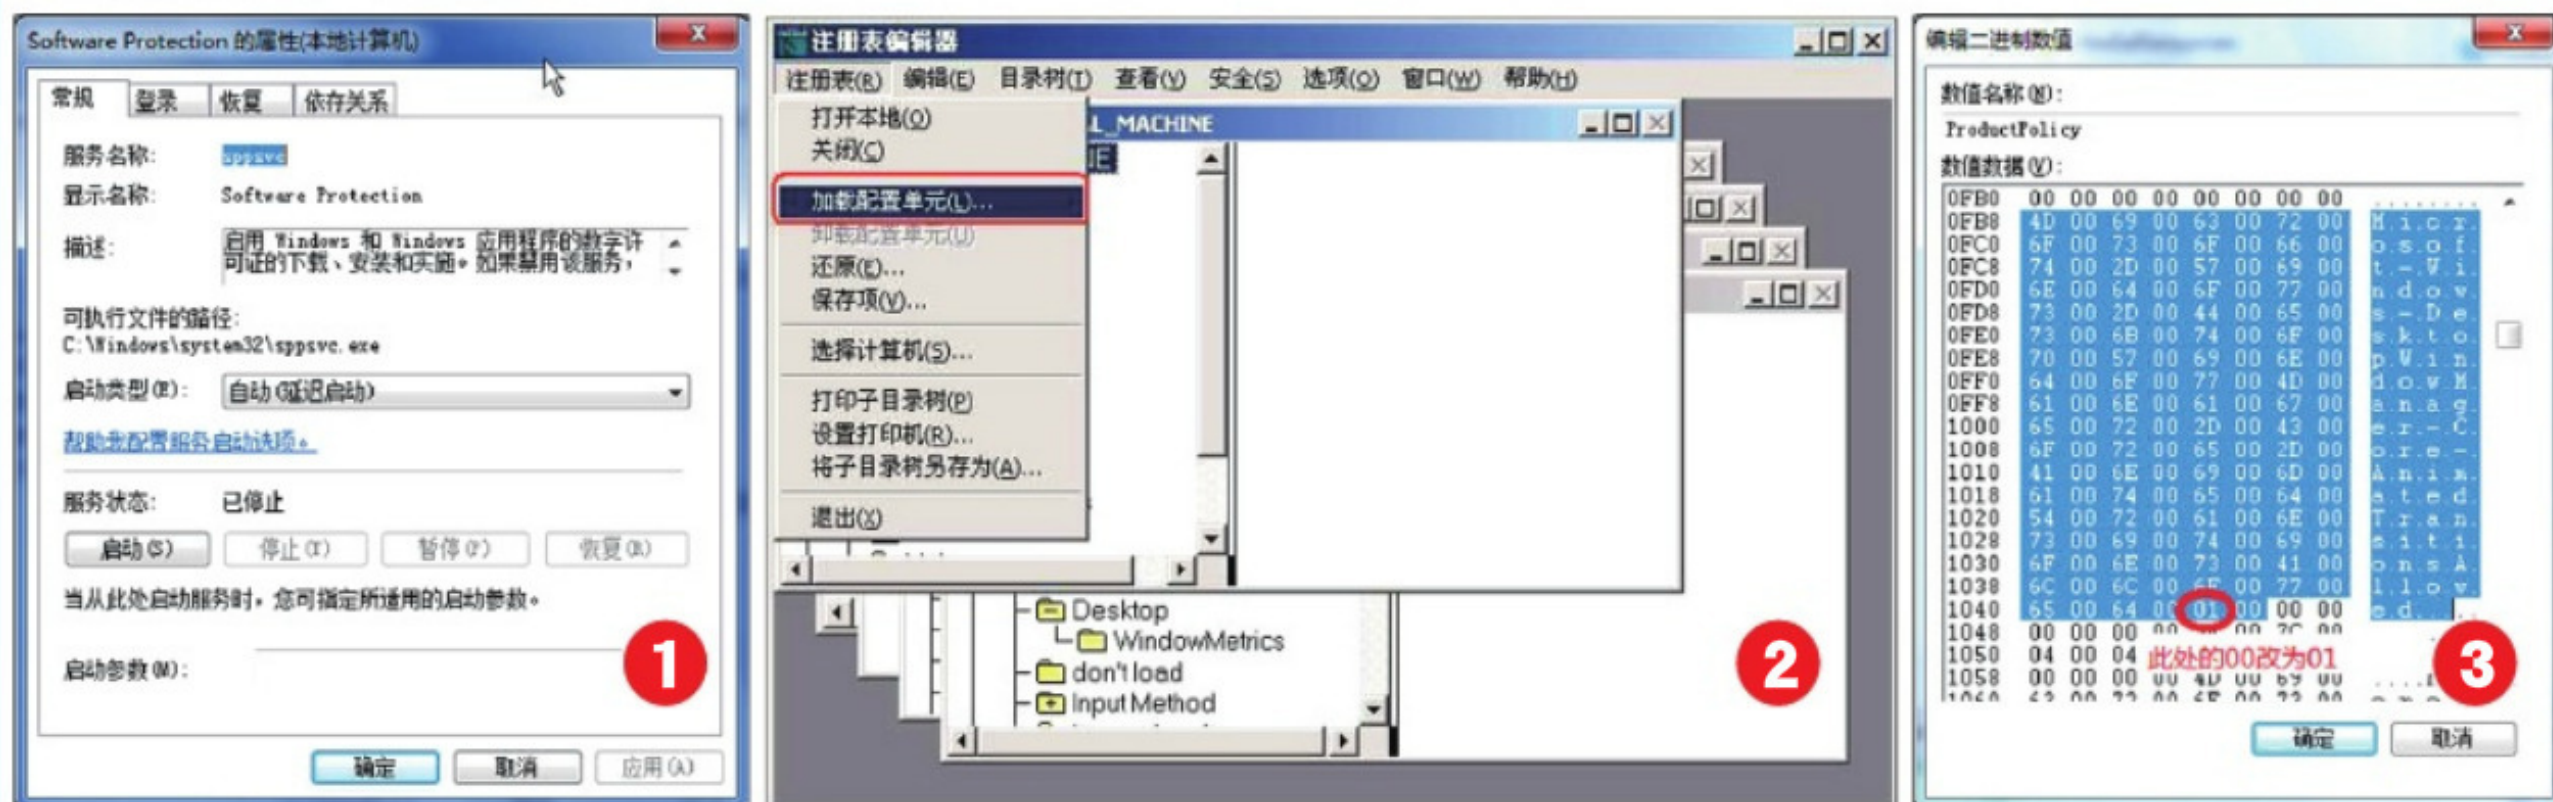 Software Protection 的属性(本地计算机)
常规
登录
恢复
依存关系
服务名称:
sppsvc
显示名称:
Software Protection
描述:
启用 Windows 和 Windows 应用程序的数字许
可证的下载、安装和实施。如果禁用该服务,
可执行文件的路径:
C:\Windows\system32\sppsvc.exe
启动类型(E):
自动(延迟启动)
帮助我配置服务启动选项。
服务状态:
已停止
启动(S)
停止(T)
暂停(P)
恢复(R)
当从此处启动服务时,您可指定所适用的启动参数。
启动参数(M):
确定
取消
应用(A)
1
注册表编辑器
注册表(R) 编辑(E) 目录树(T) 查看(V) 安全(S) 选项(O) 窗口(W) 帮助(H)
L_MACHINE
打开本地(O)
关闭(C)
加载配置单元(L)...
卸载配置单元(U)
还原(E)...
保存项(V)...
选择计算机(S)...
打印子目录树(P)
设置打印机(R)...
将子目录树另存为(A)...
退出(X)
Desktop
WindowMetrics
don't load
Input Method
2
编辑二进制数值
数值名称(N):
ProductPolicy
数值数据(V):
0FB0 00 00 00 00 00 00 00 00 ........
0FB8 4D 00 69 00 63 00 72 00 M.i.c.r.
0FC0 6F 00 73 00 6F 00 66 00 o.s.o.f.
0FC8 74 00 2D 00 57 00 69 00 t.-.W.i.
0FD0 6E 00 64 00 6F 00 77 00 n.d.o.w.
0FD8 73 00 2D 00 44 00 65 00 s.-.D.e.
0FE0 73 00 6B 00 74 00 6F 00 s.k.t.o.
0FE8 70 00 57 00 69 00 6E 00 p.W.i.n.
0FF0 64 00 6F 00 77 00 4D 00 d.o.w.M.
0FF8 61 00 6E 00 61 00 67 00 a.n.a.g.
1000 65 00 72 00 2D 00 43 00 e.r.-.C.
1008 6F 00 72 00 65 00 2D 00 o.r.e.-.
1010 41 00 6E 00 69 00 6D 00 A.n.i.m.
1018 61 00 74 00 65 00 64 00 a.t.e.d.
1020 54 00 72 00 61 00 6E 00 T.r.a.n.
1028 73 00 69 00 74 00 69 00 s.i.t.i.
1030 6F 00 6E 00 73 00 41 00 o.n.s.A.
1038 6C 00 6C 00 6F 00 77 00 l.l.o.w.
1040 65 00 64 00 01 00 00 00 e.d.....
1048 00 00 00
1050 04 00 04
此处的00改为01
1058 00 00 00 00 4D 00 69 00
确定
取消
3